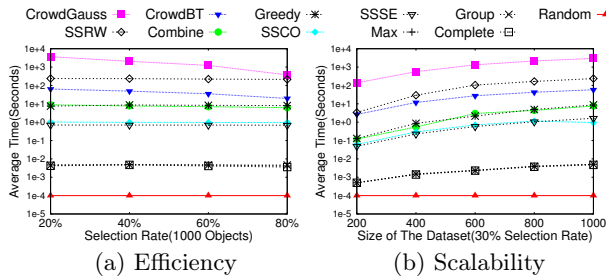 CrowdGauss CrowdBT Greedy SSSE Group Random
SSRW Combine SSCO Max Complete
Average Time(Seconds)
1e+4
1e+3
1e+2
1e+1
1e+0
1e-1
1e-2
1e-3
1e-4
1e-5
20% 40% 60% 80%
Selection Rate(1000 Objects)
(a) Efficiency
Average Time(Seconds)
1e+4
1e+3
1e+2
1e+1
1e+0
1e-1
1e-2
1e-3
1e-4
1e-5
200 400 600 800 1000
Size of The Dataset(30% Selection Rate)
(b) Scalability